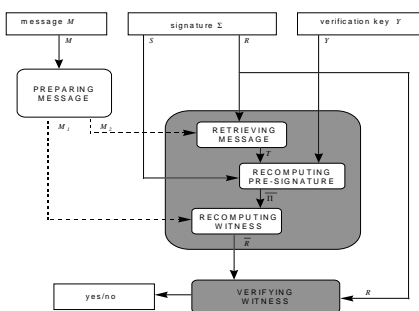 message M
signature Σ
verification key Y
M
S
R
Y
PREPARING
MESSAGE
M1
M2
RETRIEVING
MESSAGE
T
RECOMPUTING
PRE-SIGNATURE
Π̅
RECOMPUTING
WITNESS
R̅
yes/no
VERIFYING
WITNESS
R